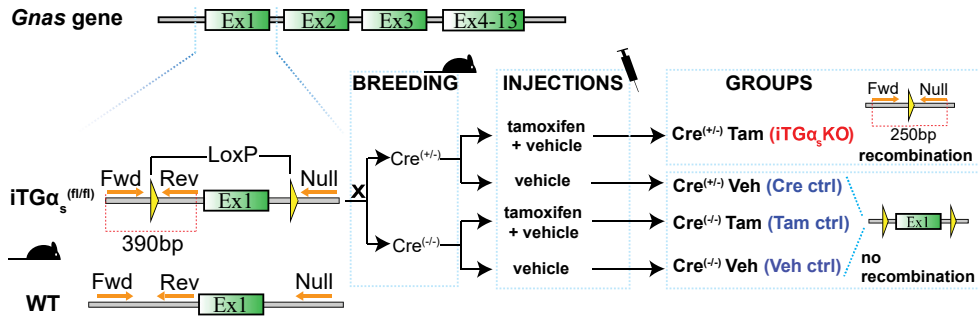 Gnas gene
Ex1 Ex2 Ex3 Ex4-13
BREEDING INJECTIONS GROUPS
Fwd Null
250bp
recombination
LoxP
Fwd Rev Null
iTGαs(fl/fl)
Ex1
390bp
X
Cre(+/-)
Cre(-/-)
tamoxifen
+ vehicle
vehicle
tamoxifen
+ vehicle
vehicle
Cre(+/-) Tam (iTGαsKO)
Cre(+/-) Veh (Cre ctrl)
Cre(-/-) Tam (Tam ctrl)
Cre(-/-) Veh (Veh ctrl)
Ex1
no
recombination
WT
Fwd Rev Null
Ex1